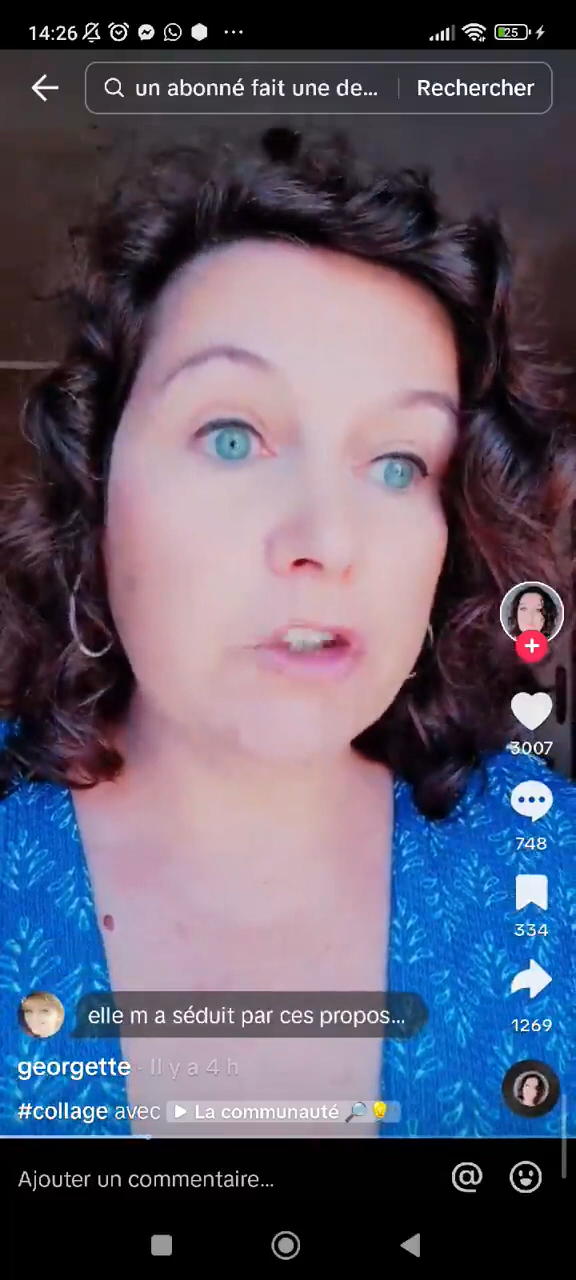 14:26
25
un abonné fait une de... Rechercher
3007
748
334
1269
elle m a séduit par ces propos...
georgette · Il y a 4 h
#collage avec ▶ La communauté 🔎💡
Ajouter un commentaire...